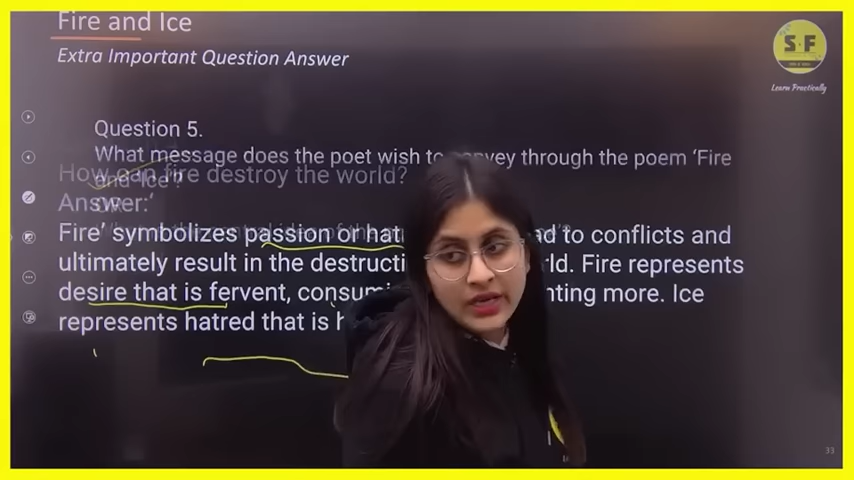 Fire and Ice
Extra Important Question Answer
S.F
Learn Practically
Question 5.
What message does the poet wish to convey through the poem ‘Fire
and Ice’?
How can fire destroy the world?
Answer:‘
Fire’ symbolizes passion or hat ad to conflicts and
ultimately result in the destructi rld. Fire represents
desire that is fervent, consumi nting more. Ice
represents hatred that is h
33